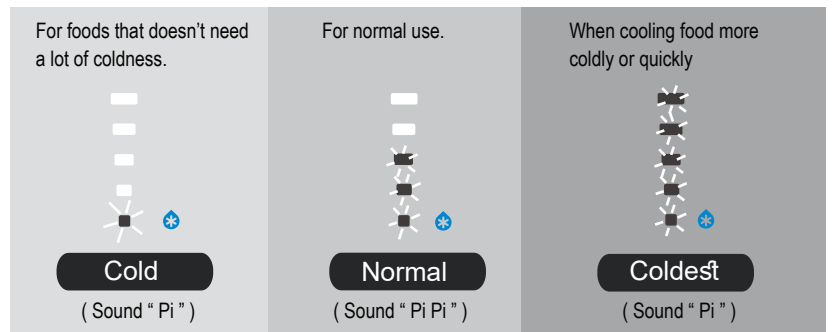 For foods that doesn't need
a lot of coldness.
Cold
( Sound “ Pi ” )
For normal use.
Normal
( Sound “ Pi Pi ” )
When cooling food more
coldly or quickly
Coldest
( Sound “ Pi ” )